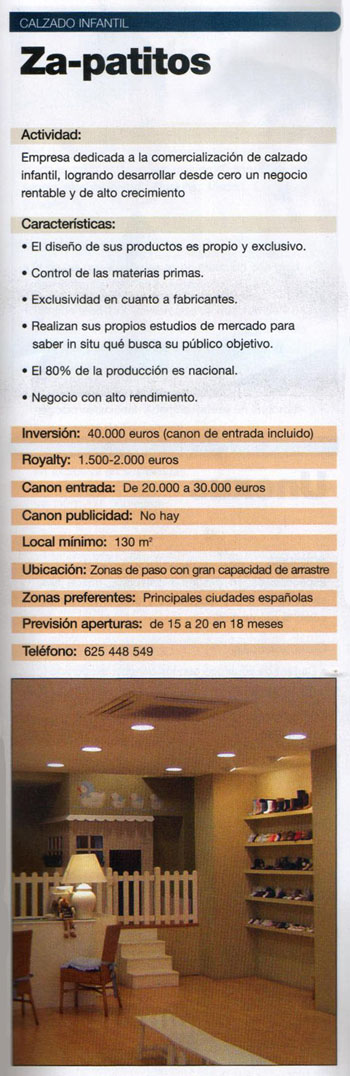 CALZADO INFANTIL
Za-patitos
Actividad:
Empresa dedicada a la comercialización de calzado
infantil, logrando desarrollar desde cero un negocio
rentable y de alto crecimiento
Características:
• El diseño de sus productos es propio y exclusivo.
• Control de las materias primas.
• Exclusividad en cuanto a fabricantes.
• Realizan sus propios estudios de mercado para
saber in situ qué busca su público objetivo.
• El 80% de la producción es nacional.
• Negocio con alto rendimiento.
Inversión: 40.000 euros (canon de entrada incluido)
Royalty: 1.500-2.000 euros
Canon entrada: De 20.000 a 30.000 euros
Canon publicidad: No hay
Local mínimo: 130 m²
Ubicación: Zonas de paso con gran capacidad de arrastre
Zonas preferentes: Principales ciudades españolas
Previsión aperturas: de 15 a 20 en 18 meses
Teléfono: 625 448 549